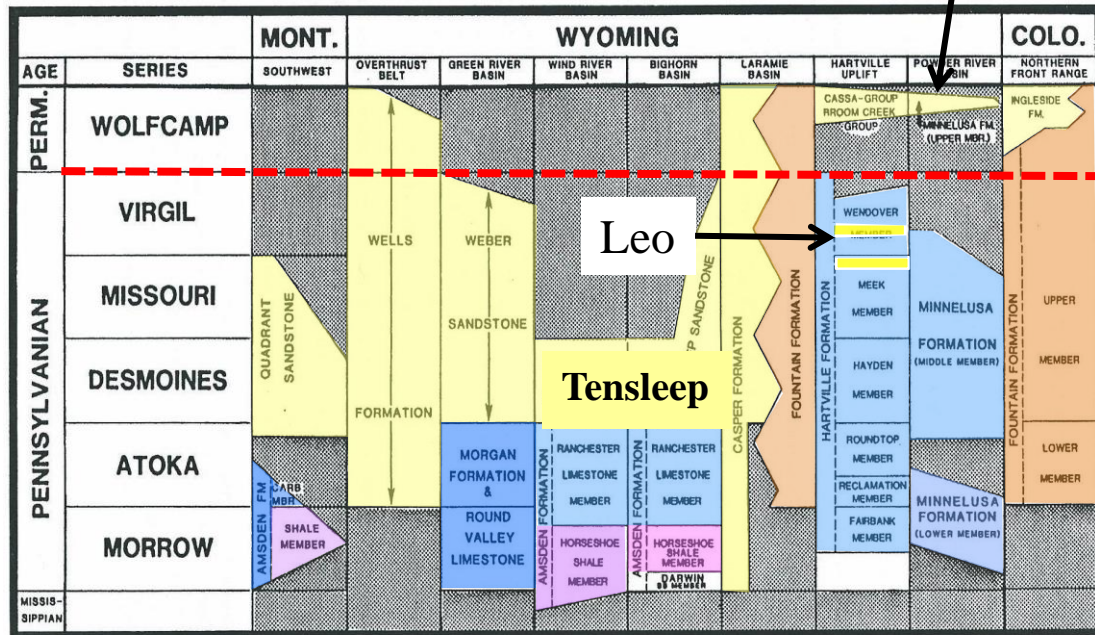 MONT.
WYOMING
COLO.
AGE
SERIES
SOUTHWEST
OVERTHRUST
BELT
GREEN RIVER
BASIN
WIND RIVER
BASIN
BIGHORN
BASIN
LARAMIE
BASIN
HARTVILLE
UPLIFT
POWDER RIVER
BASIN
NORTHERN
FRONT RANGE
PERM.
WOLFCAMP
CASSA-GROUP
RROOM CREEK
GROUP
MINNELUSA FM.
(UPPER MBR.)
INGLESIDE
FM.
PENNSYLVANIAN
VIRGIL
MISSOURI
DESMOINES
ATOKA
MORROW
MISSIS-
SIPPIAN
QUADRANT
SANDSTONE
AMSDEN FM
CARB
MBR.
SHALE
MEMBER
WELLS
FORMATION
WEBER
SANDSTONE
MORGAN
FORMATION
&
ROUND
VALLEY
LIMESTONE
Leo
Tensleep
SANDSTONE
AMSDEN FORMATION
RANCHESTER
LIMESTONE
MEMBER
HORSESHOE
SHALE
MEMBER
AMSDEN FORMATION
RANCHESTER
LIMESTONE
MEMBER
HORSESHOE
SHALE
MEMBER
DARWIN
SS MEMBER
CASPER FORMATION
FOUNTAIN FORMATION
HARTVILLE FORMATION
WENDOVER
MEMBER
MEEK
MEMBER
HAYDEN
MEMBER
ROUNDTOP
MEMBER
RECLAMATION
MEMBER
FAIRBANK
MEMBER
MINNELUSA
FORMATION
(MIDDLE MEMBER)
MINNELUSA
FORMATION
(LOWER MEMBER)
FOUNTAIN FORMATION
UPPER
MEMBER
LOWER
MEMBER